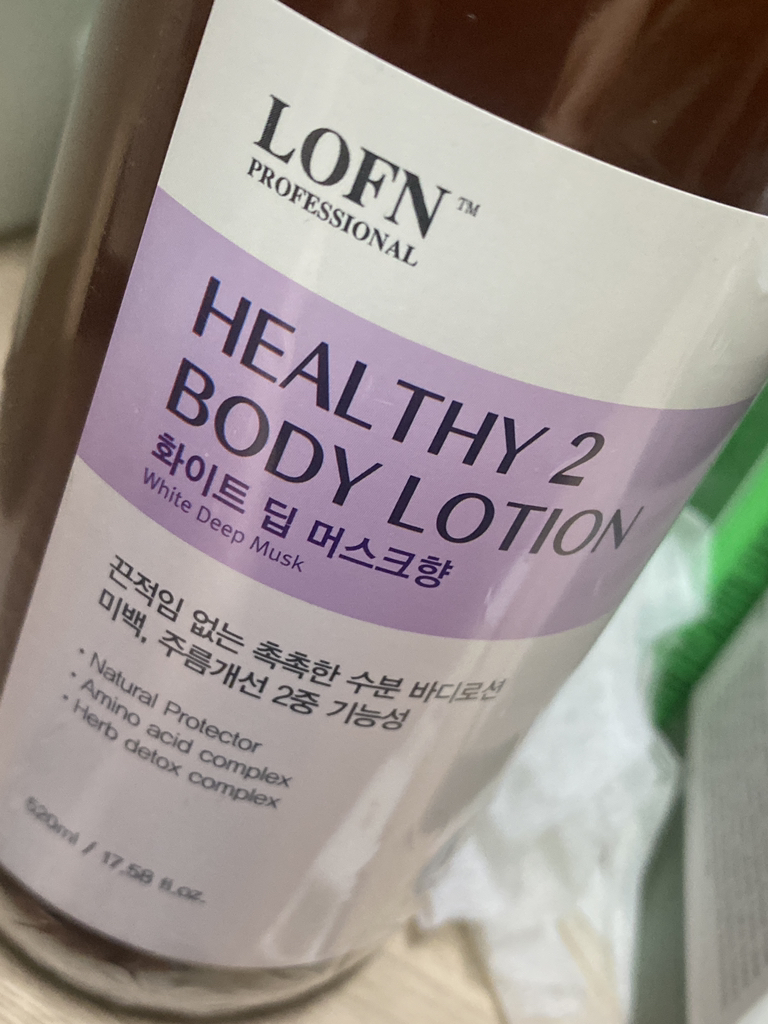 LOFN™
PROFESSIONAL
HEALTHY 2
BODY LOTION
화이트 딥 머스크향
White Deep Musk
끈적임 없는 촉촉한 수분 바디로션
미백, 주름개선 2중 기능성
· Natural Protector
· Amino acid complex
· Herb detox complex
520ml / 17.58 fl.oz.